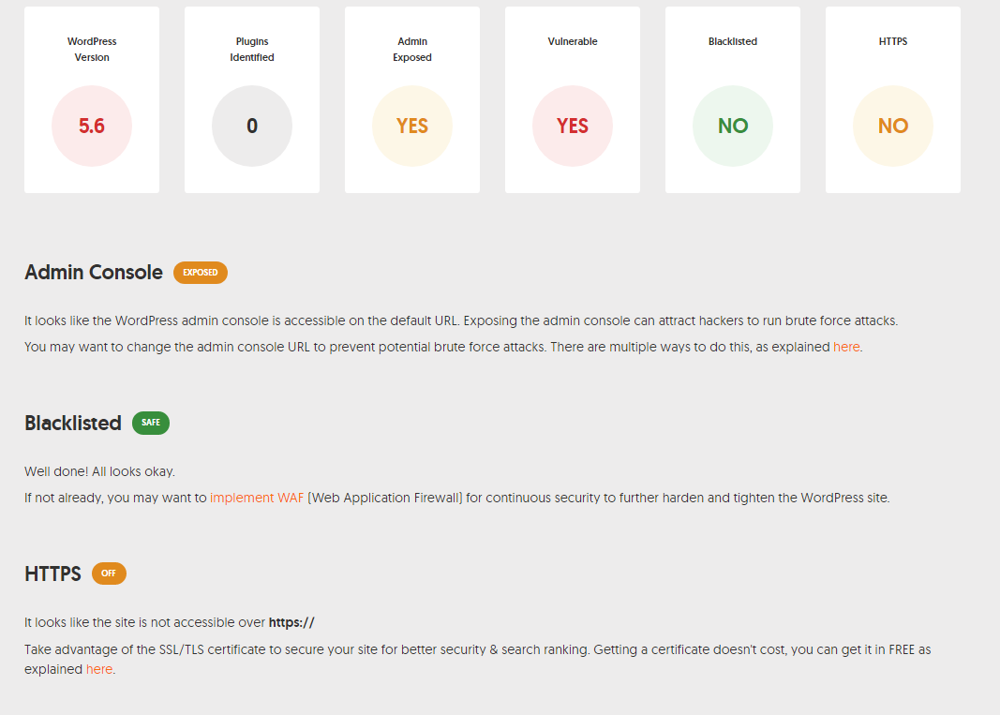 WordPress
Version
5.6
Plugins
Identified
0
Admin
Exposed
YES
Vulnerable
YES
Blacklisted
NO
HTTPS
NO
Admin Console EXPOSED
It looks like the WordPress admin console is accessible on the default URL. Exposing the admin console can attract hackers to run brute force attacks.
You may want to change the admin console URL to prevent potential brute force attacks. There are multiple ways to do this, as explained here.
Blacklisted SAFE
Well done! All looks okay.
If not already, you may want to implement WAF (Web Application Firewall) for continuous security to further harden and tighten the WordPress site.
HTTPS OFF
It looks like the site is not accessible over https://
Take advantage of the SSL/TLS certificate to secure your site for better security & search ranking. Getting a certificate doesn't cost, you can get it in FREE as
explained here.